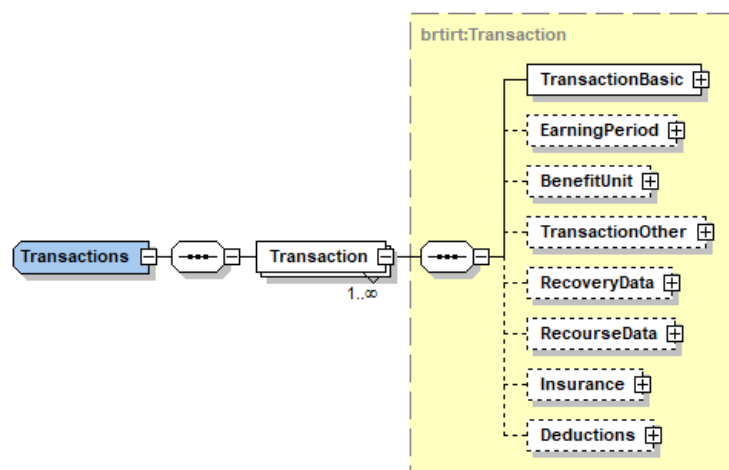 brtirt:Transaction
TransactionBasic
EarningPeriod
BenefitUnit
TransactionOther
Transactions
Transaction
1..∞
RecoveryData
RecourseData
Insurance
Deductions